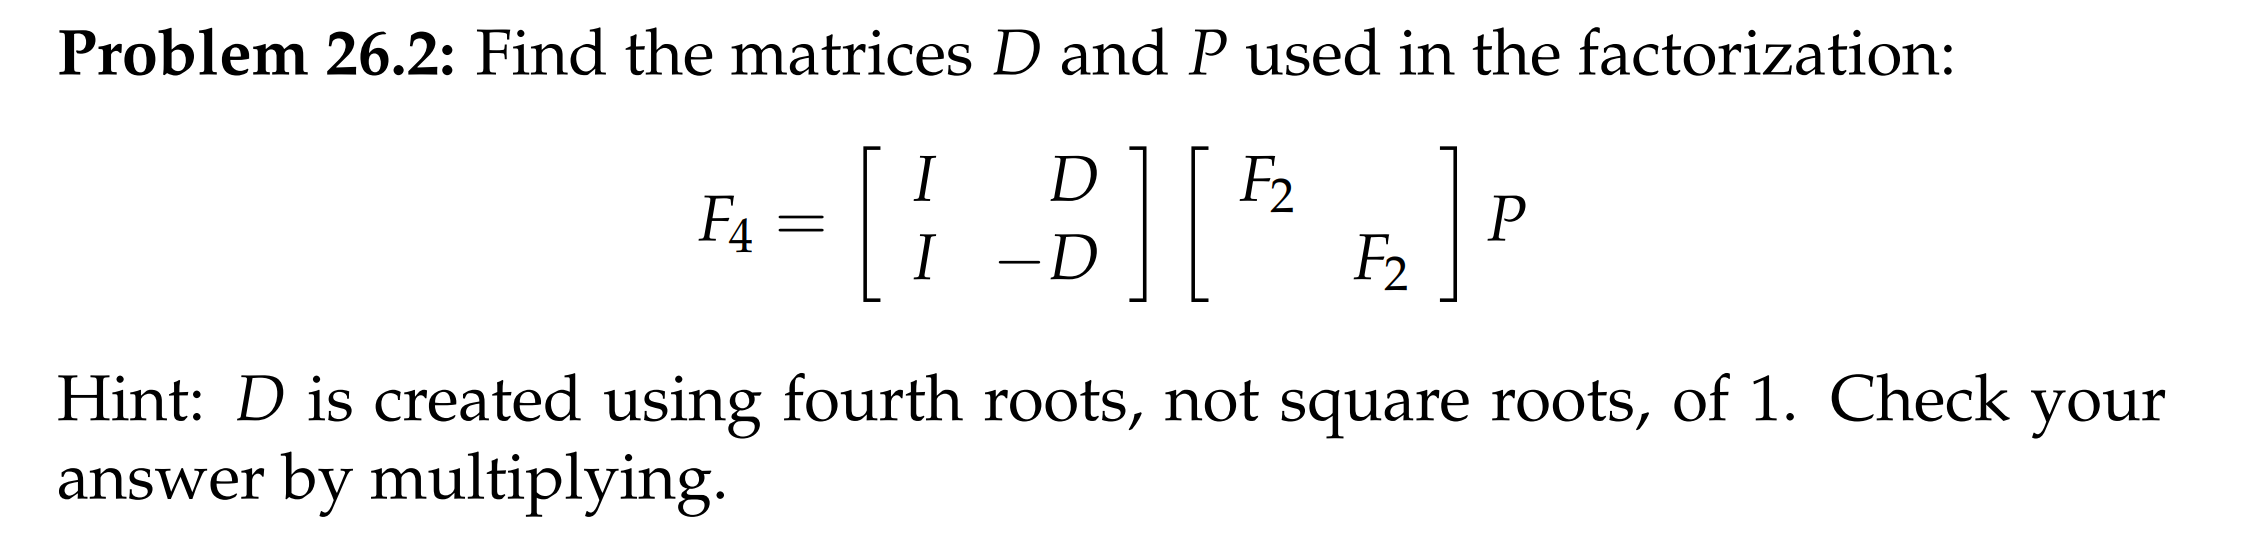 Problem 26.2: Find the matrices D and P used in the factorization:
F₄ = [ I D ; I −D ] [ F₂ ; F₂ ] P
Hint: D is created using fourth roots, not square roots, of 1. Check your
answer by multiplying.